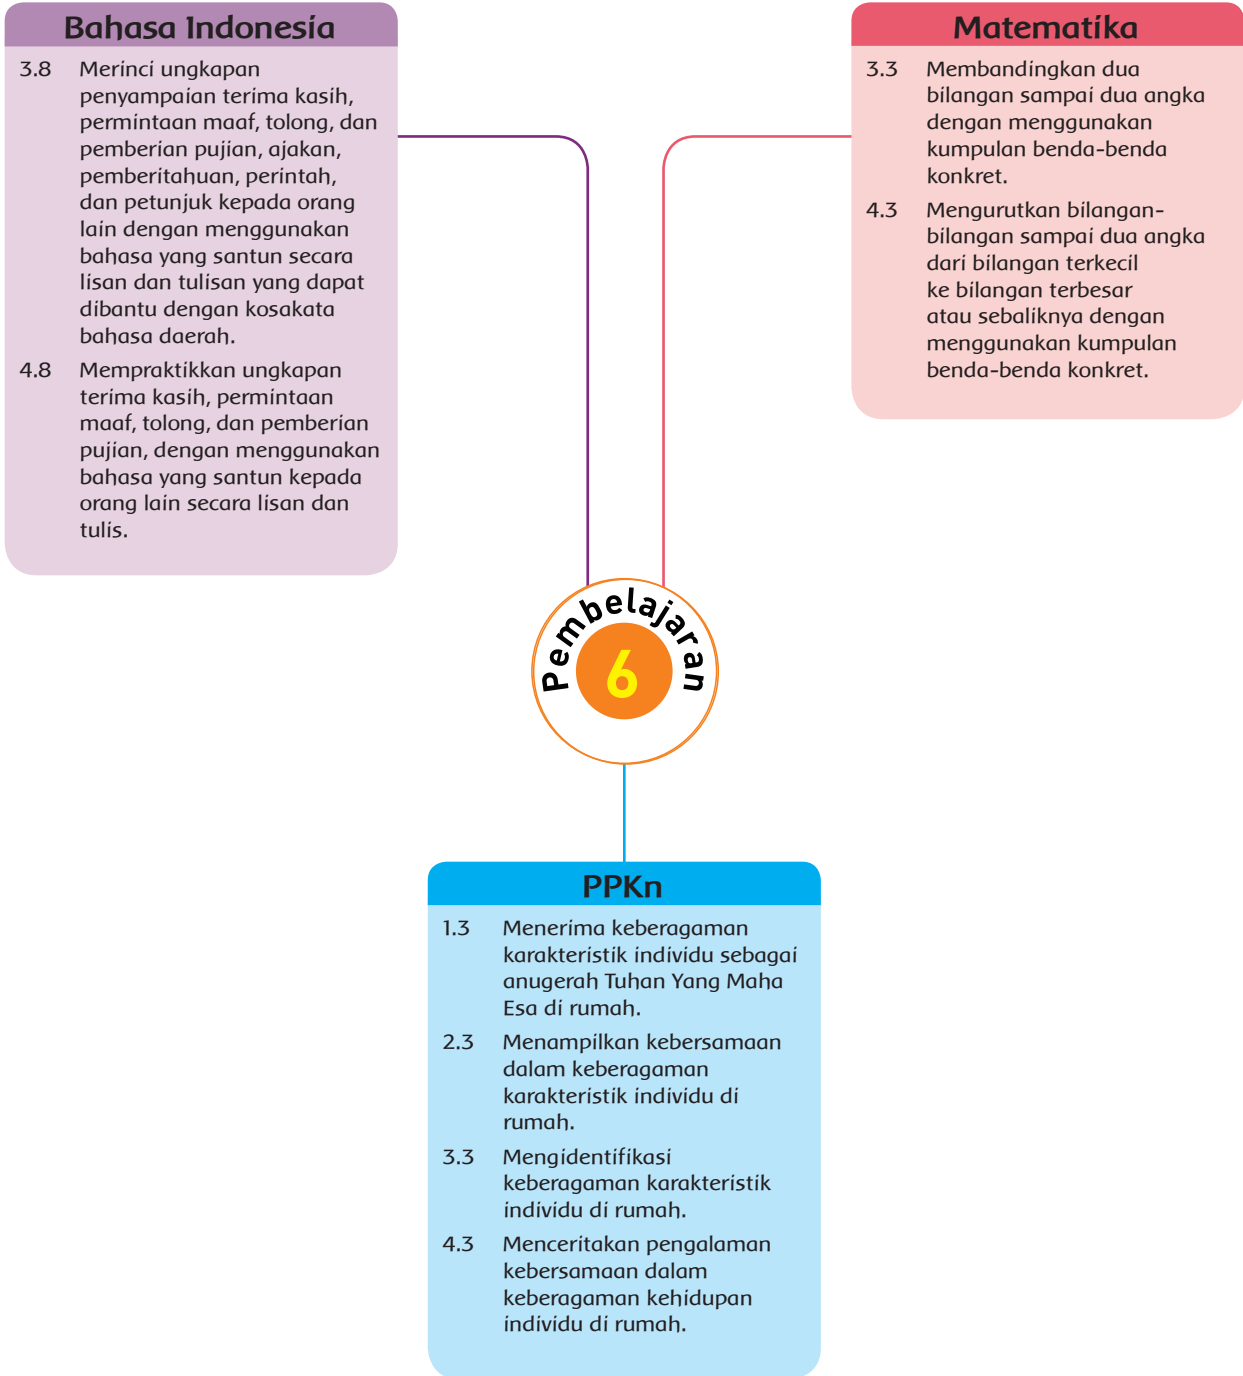 Bahasa Indonesia
3.8 Merinci ungkapan
penyampaian terima kasih,
permintaan maaf, tolong, dan
pemberian pujian, ajakan,
pemberitahuan, perintah,
dan petunjuk kepada orang
lain dengan menggunakan
bahasa yang santun secara
lisan dan tulisan yang dapat
dibantu dengan kosakata
bahasa daerah.
4.8 Mempraktikkan ungkapan
terima kasih, permintaan
maaf, tolong, dan pemberian
pujian, dengan menggunakan
bahasa yang santun kepada
orang lain secara lisan dan
tulis.
Matematika
3.3 Membandingkan dua
bilangan sampai dua angka
dengan menggunakan
kumpulan benda-benda
konkret.
4.3 Mengurutkan bilangan-
bilangan sampai dua angka
dari bilangan terkecil
ke bilangan terbesar
atau sebaliknya dengan
menggunakan kumpulan
benda-benda konkret.
Pembelajaran
6
PPKn
1.3 Menerima keberagaman
karakteristik individu sebagai
anugerah Tuhan Yang Maha
Esa di rumah.
2.3 Menampilkan kebersamaan
dalam keberagaman
karakteristik individu di
rumah.
3.3 Mengidentifikasi
keberagaman karakteristik
individu di rumah.
4.3 Menceritakan pengalaman
kebersamaan dalam
keberagaman kehidupan
individu di rumah.